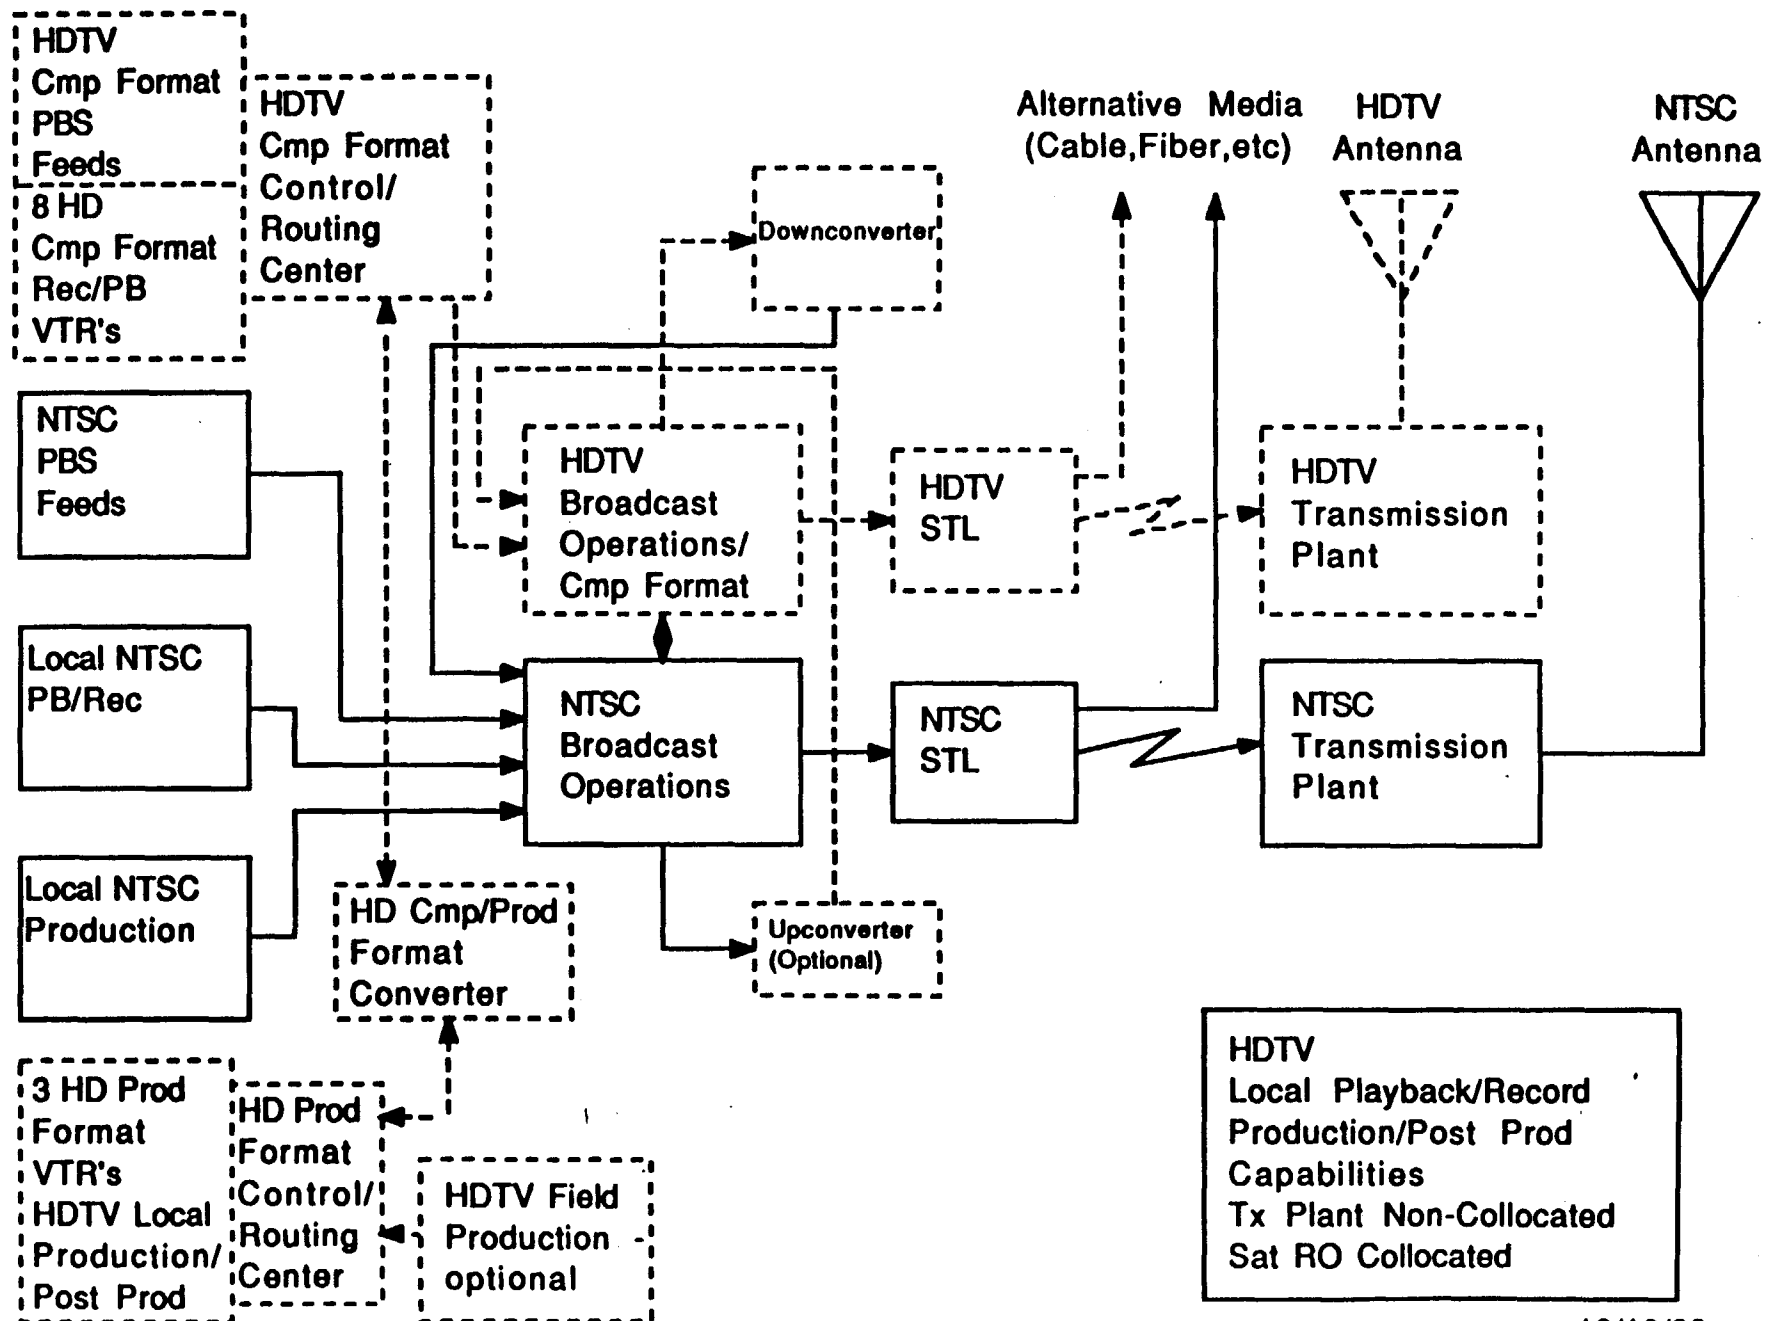 HDTV
Cmp Format
PBS
Feeds
8 HD
Cmp Format
Rec/PB
VTR's
HDTV
Cmp Format
Control/
Routing
Center
Downconverter
Alternative Media
(Cable,Fiber,etc)
HDTV
Antenna
NTSC
Antenna
NTSC
PBS
Feeds
HDTV
Broadcast
Operations/
Cmp Format
HDTV
STL
HDTV
Transmission
Plant
Local NTSC
PB/Rec
NTSC
Broadcast
Operations
NTSC
STL
NTSC
Transmission
Plant
Local NTSC
Production
HD Cmp/Prod
Format
Converter
Upconverter
(Optional)
3 HD Prod
Format
VTR's
HDTV Local
Production/
Post Prod
HD Prod
Format
Control/
Routing
Center
HDTV Field
Production -
optional
HDTV
Local Playback/Record
Production/Post Prod
Capabilities
Tx Plant Non-Collocated
Sat RO Collocated